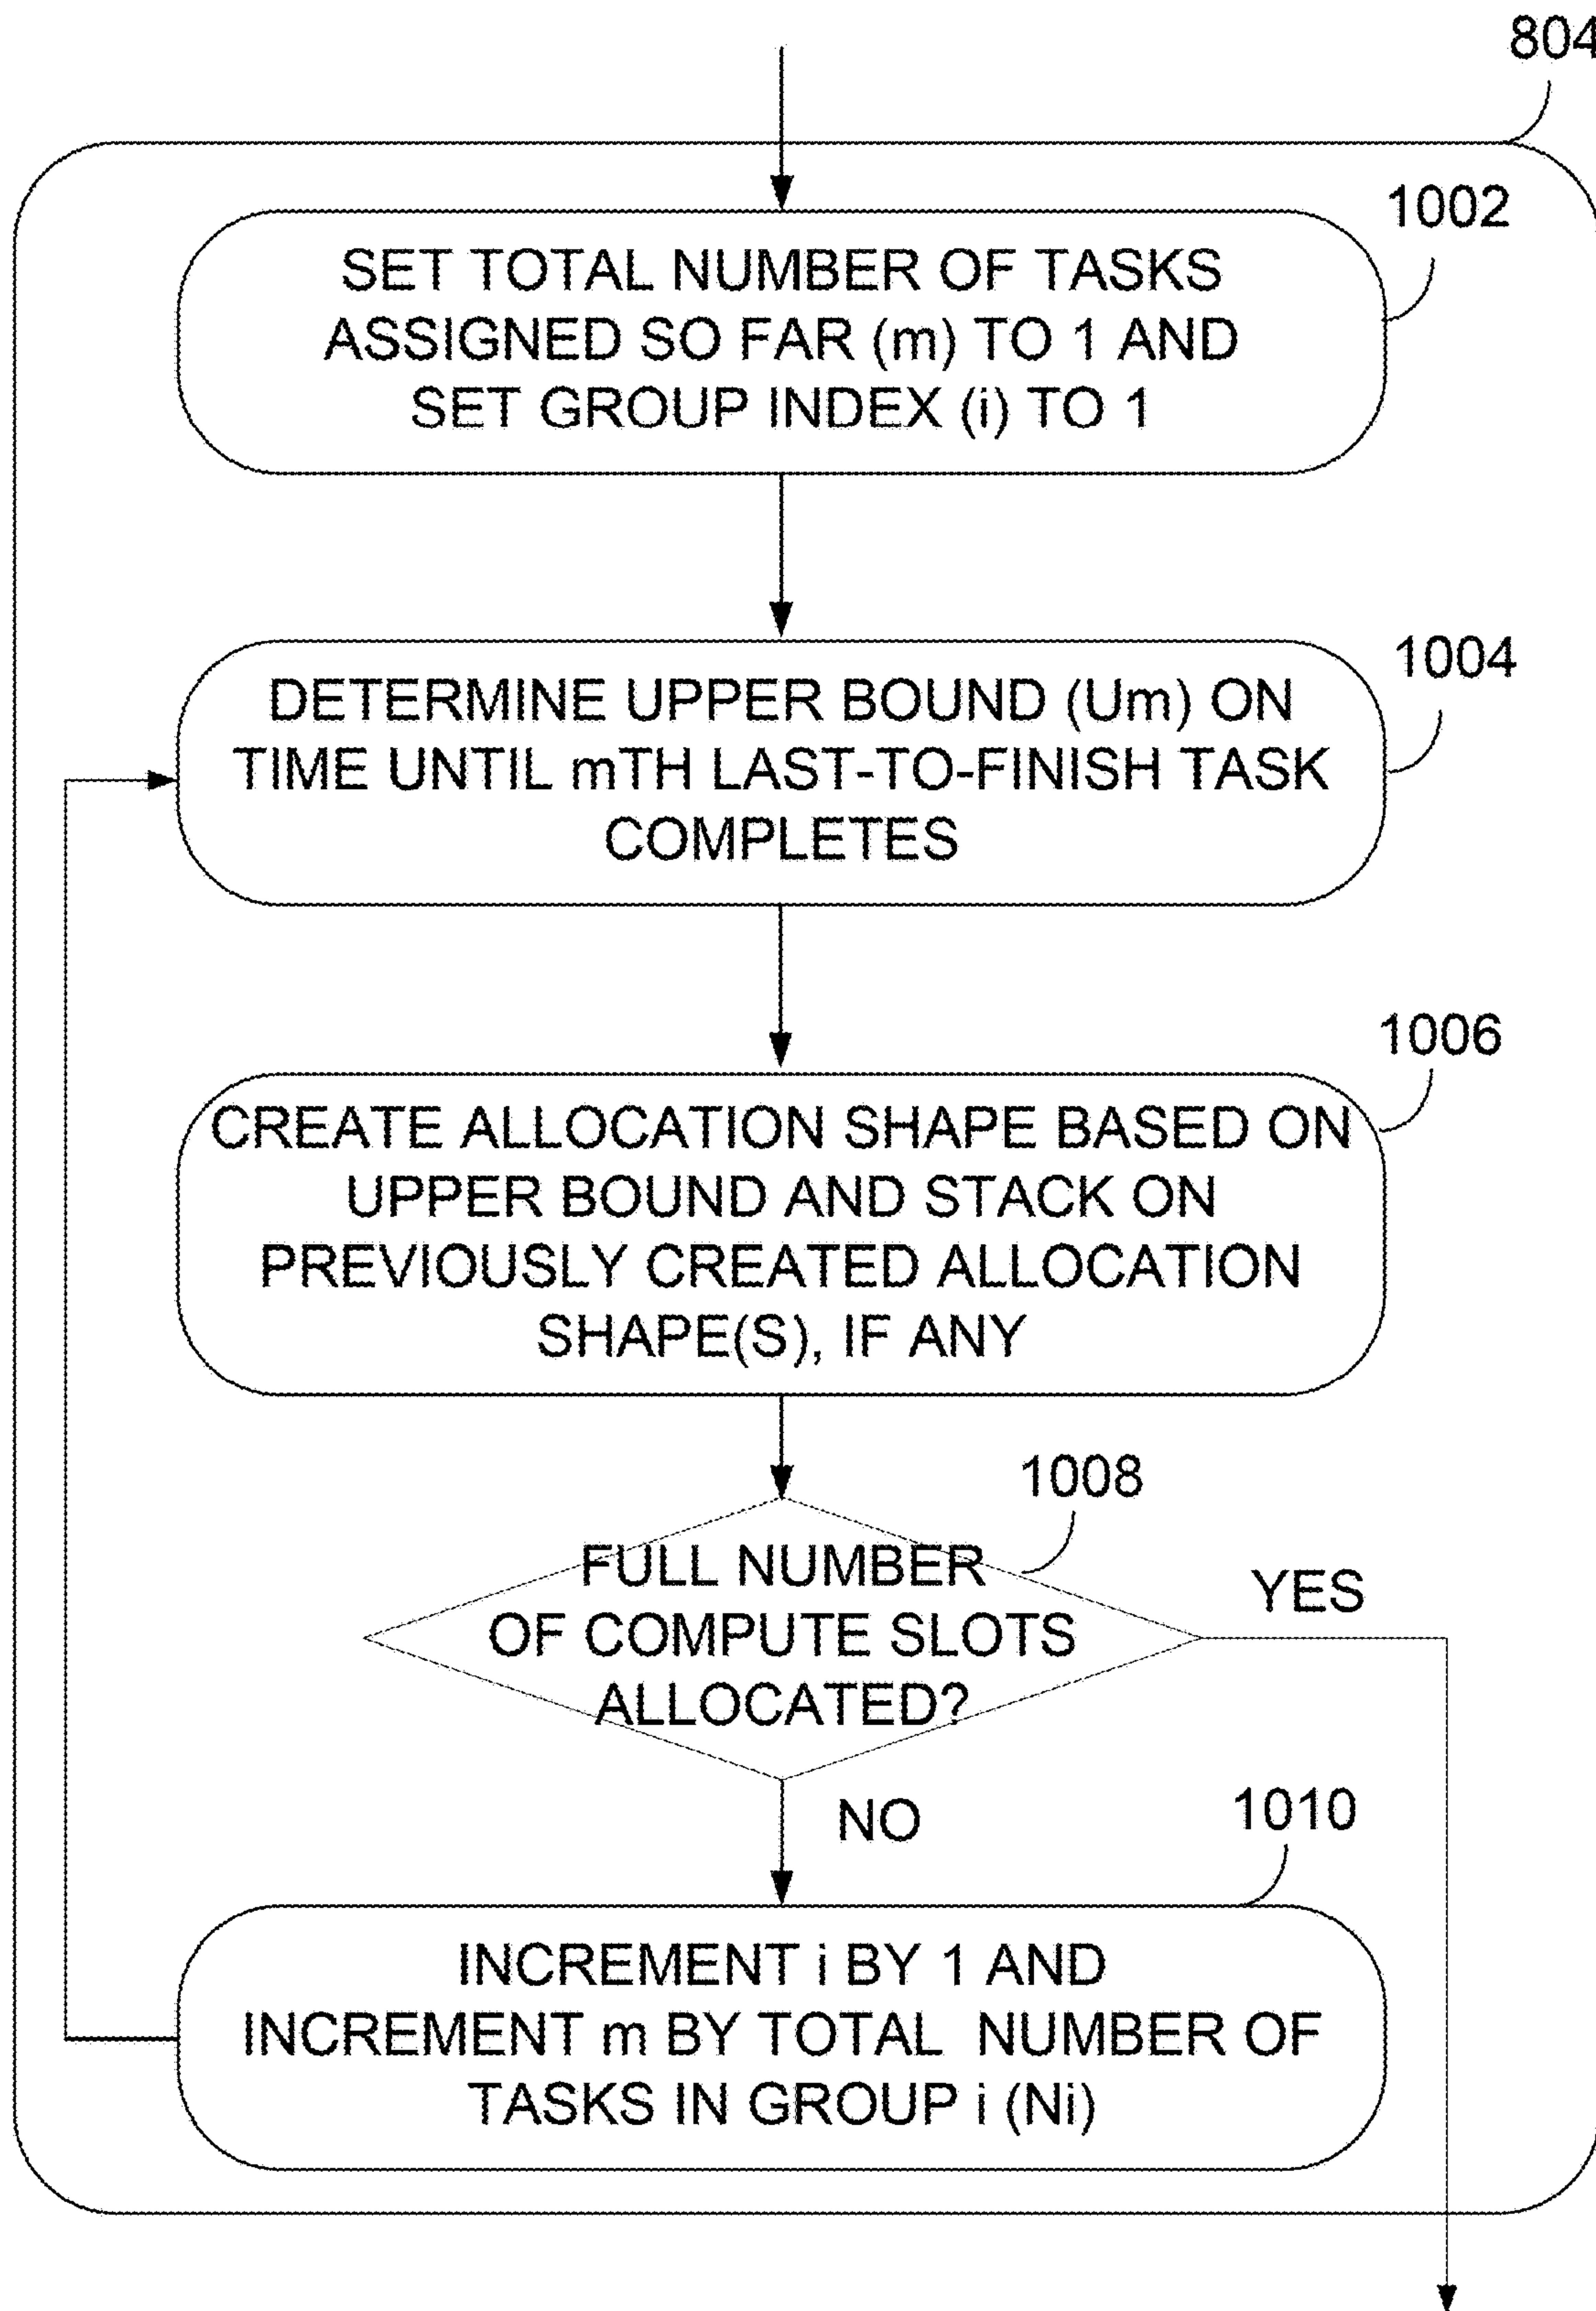 804
1002
SET TOTAL NUMBER OF TASKS
ASSIGNED SO FAR (m) TO 1 AND
SET GROUP INDEX (i) TO 1
1004
DETERMINE UPPER BOUND (Um) ON
TIME UNTIL mTH LAST-TO-FINISH TASK
COMPLETES
1006
CREATE ALLOCATION SHAPE BASED ON
UPPER BOUND AND STACK ON
PREVIOUSLY CREATED ALLOCATION
SHAPE(S), IF ANY
1008
FULL NUMBER
OF COMPUTE SLOTS
ALLOCATED?
YES
NO
1010
INCREMENT i BY 1 AND
INCREMENT m BY TOTAL NUMBER OF
TASKS IN GROUP i (Ni)